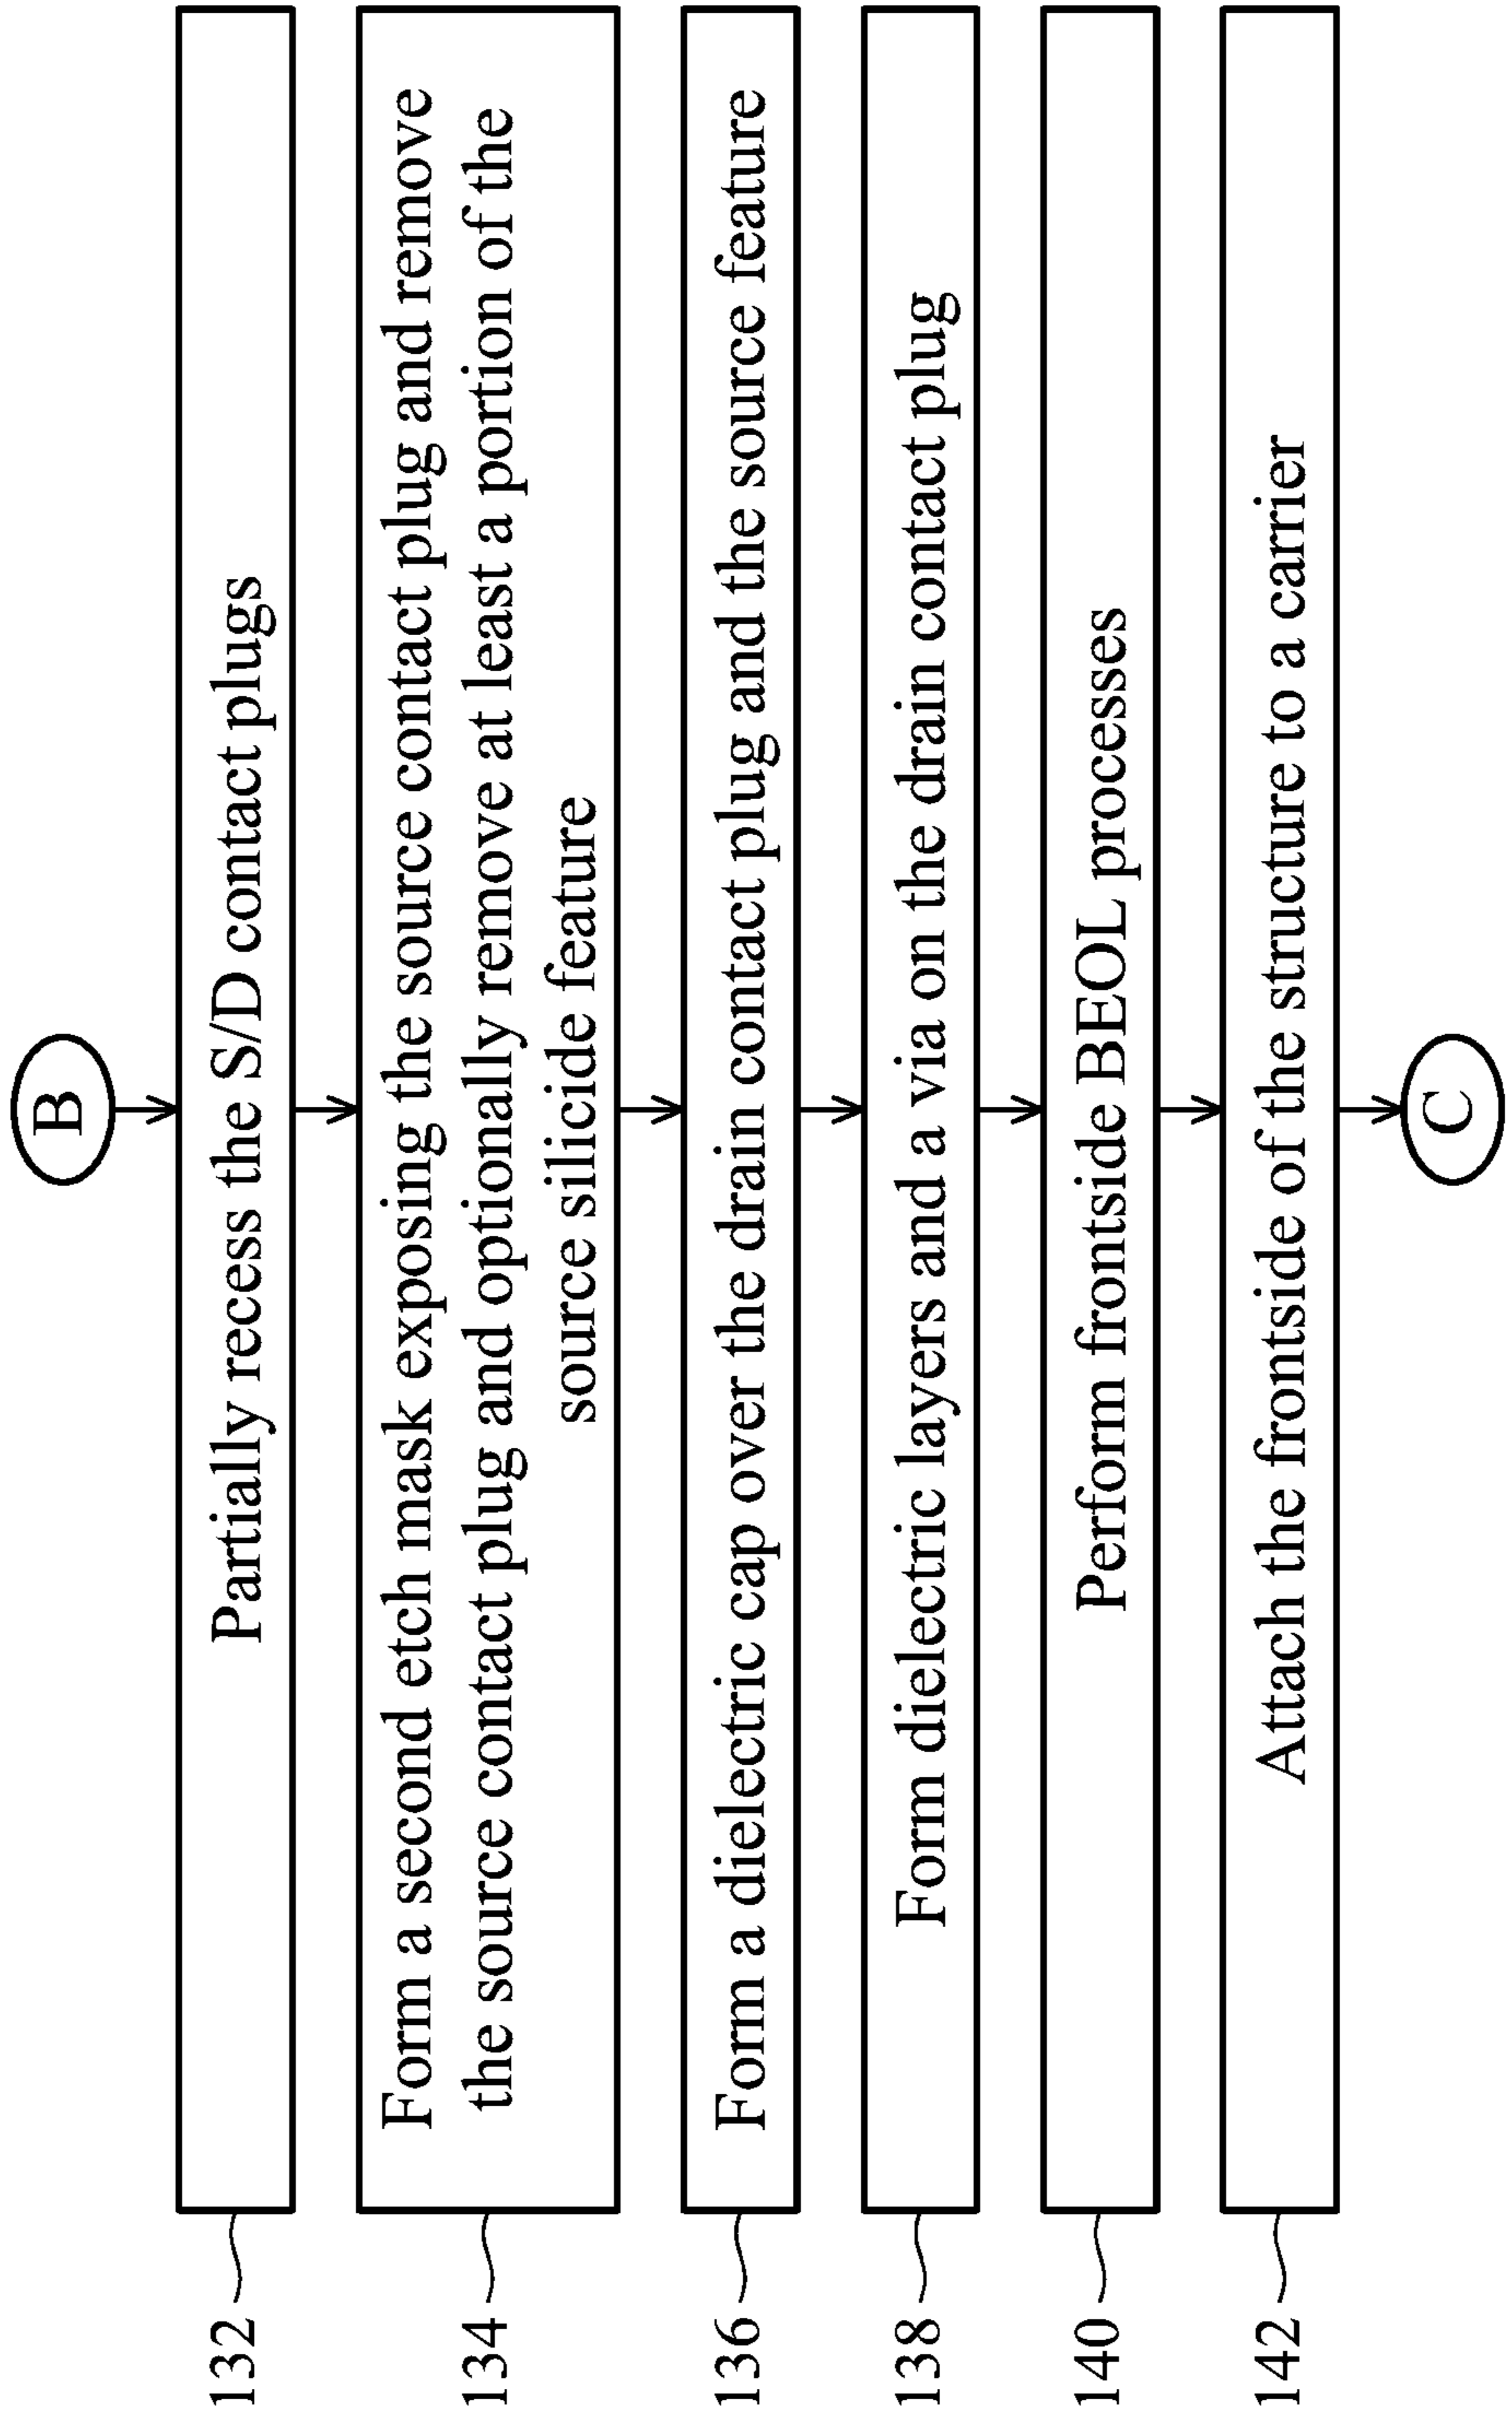 B
132
Partially recess the S/D contact plugs
134
Form a second etch mask exposing the source contact plug and remove
the source contact plug and optionally remove at least a portion of the
source silicide feature
136
Form a dielectric cap over the drain contact plug and the source feature
138
Form dielectric layers and a via on the drain contact plug
140
Perform frontside BEOL processes
142
Attach the frontside of the structure to a carrier
C